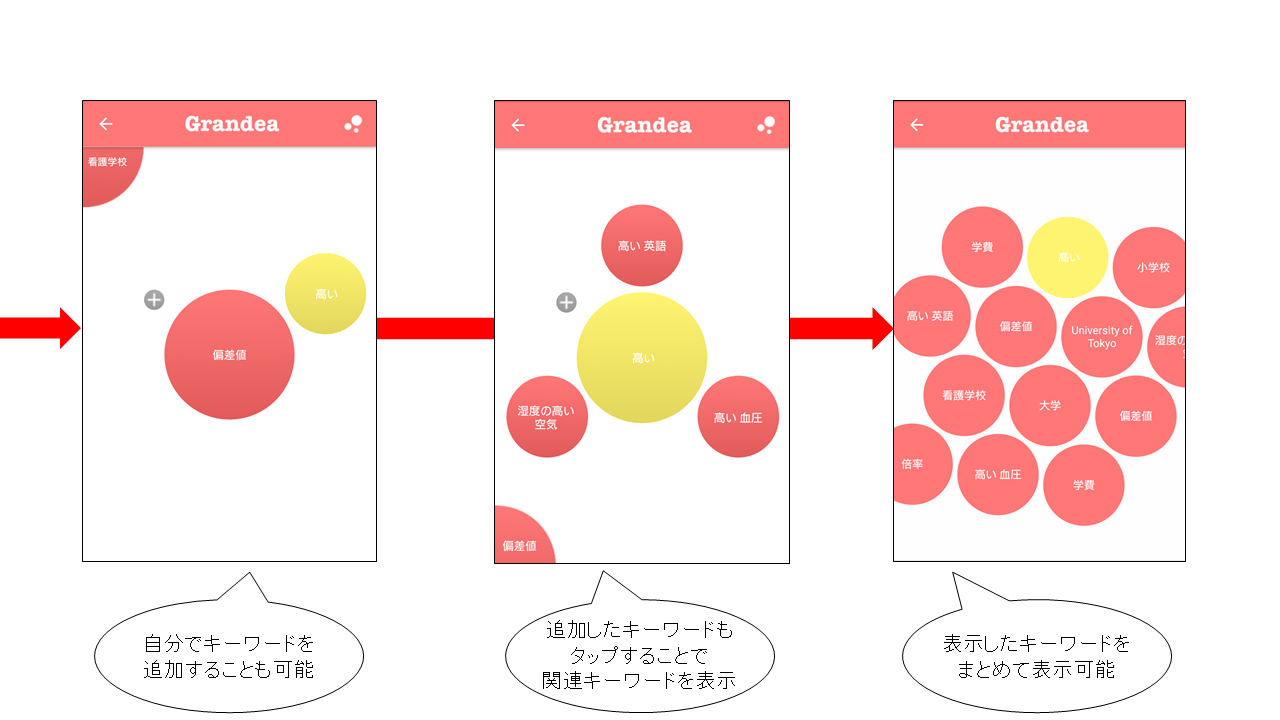 Grandea
看護学校
高い
偏差値
自分でキーワードを
追加することも可能
Grandea
高い 英語
高い
湿度の高い
空気
高い 血圧
偏差値
追加したキーワードも
タップすることで
関連キーワードを表示
Grandea
学費
高い
小学校
高い 英語
偏差値
University of
Tokyo
湿度の
看護学校
大学
偏差値
倍率
高い 血圧
学費
表示したキーワードを
まとめて表示可能